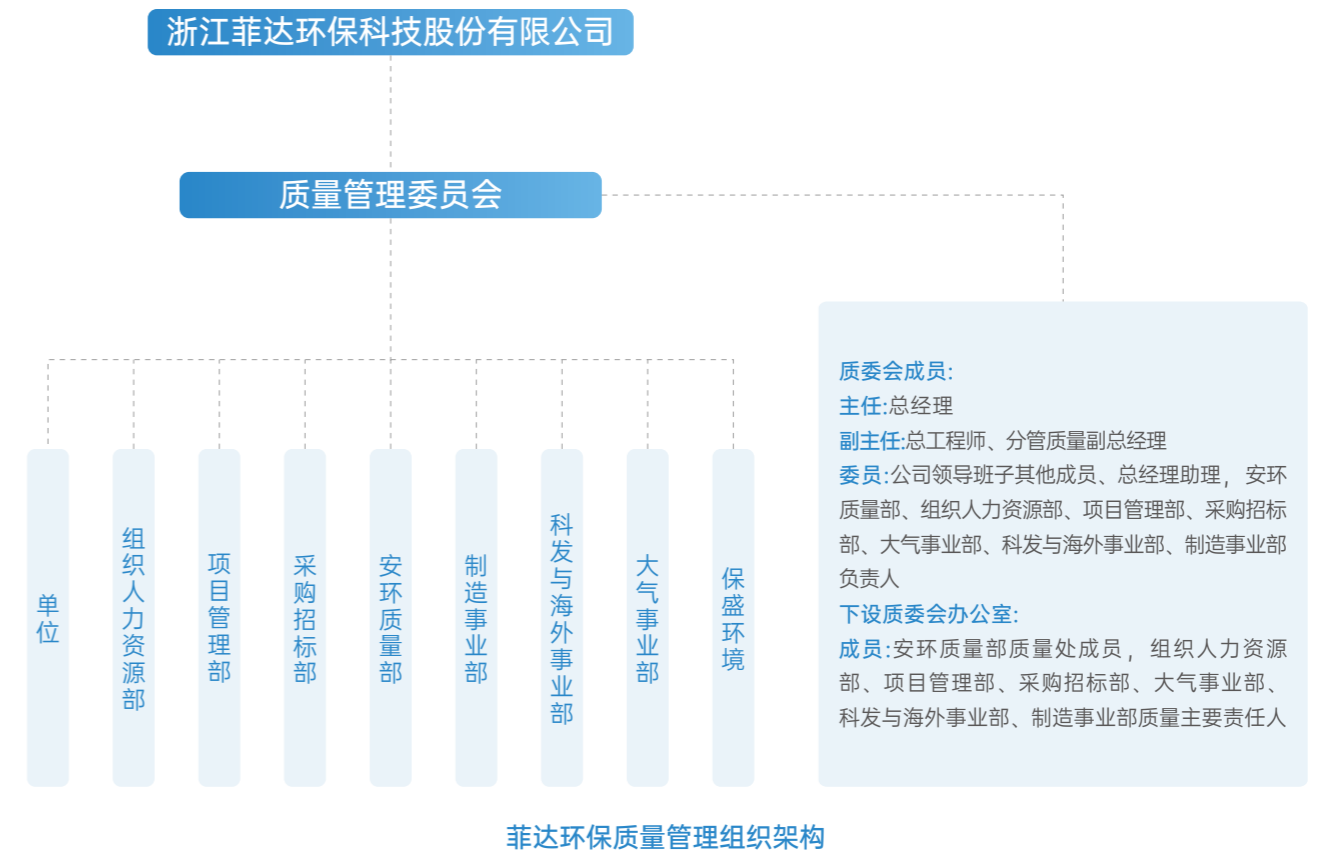 浙江菲达环保科技股份有限公司
质量管理委员会
单位
组织人力资源部
项目管理部
采购招标部
安环质量部
制造事业部
科发与海外事业部
大气事业部
保盛环境
质委会成员:
主任:总经理
副主任:总工程师、分管质量副总经理
委员:公司领导班子其他成员、总经理助理，安环
质量部、组织人力资源部、项目管理部、采购招标
部、大气事业部、科发与海外事业部、制造事业部
负责人
下设质委会办公室:
成员:安环质量部质量处成员，组织人力资源
部、项目管理部、采购招标部、大气事业部、
科发与海外事业部、制造事业部质量主要责任人
菲达环保质量管理组织架构